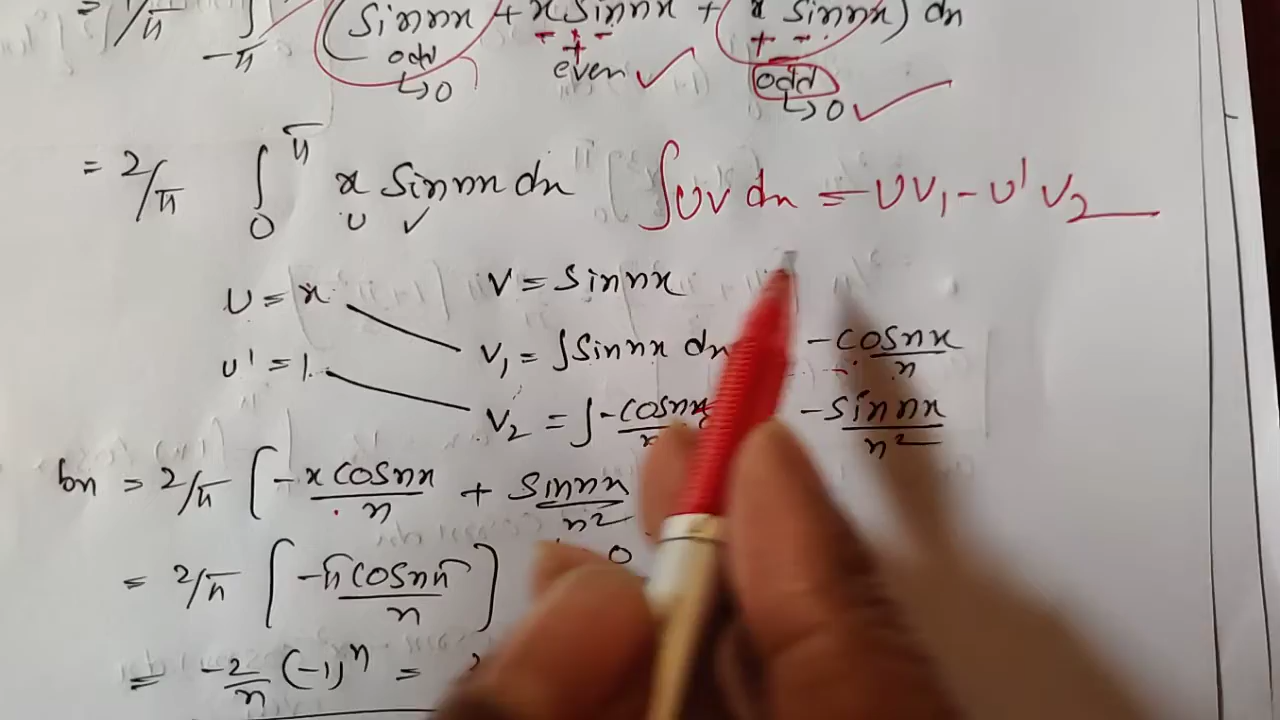 = 1/π ∫ -π (sin nx + x sin nx + x sin nx) dx
odd → 0 even ✓ odd → 0 ✓
= 2/π ∫ 0 π x sin nx dx [ ∫UV dx = UV₁ - U' V₂
U V
U = x V = sin nx
V₁ = ∫ sin nx dx -cos nx / n
U' = 1
V₂ = ∫ -cos nx / n -sin nx / n²
bn = 2/π [ -x cos nx / n + sin nx / n²
0
= 2/π [ -π cos nπ / n ]
= -2/n (-1)ⁿ =